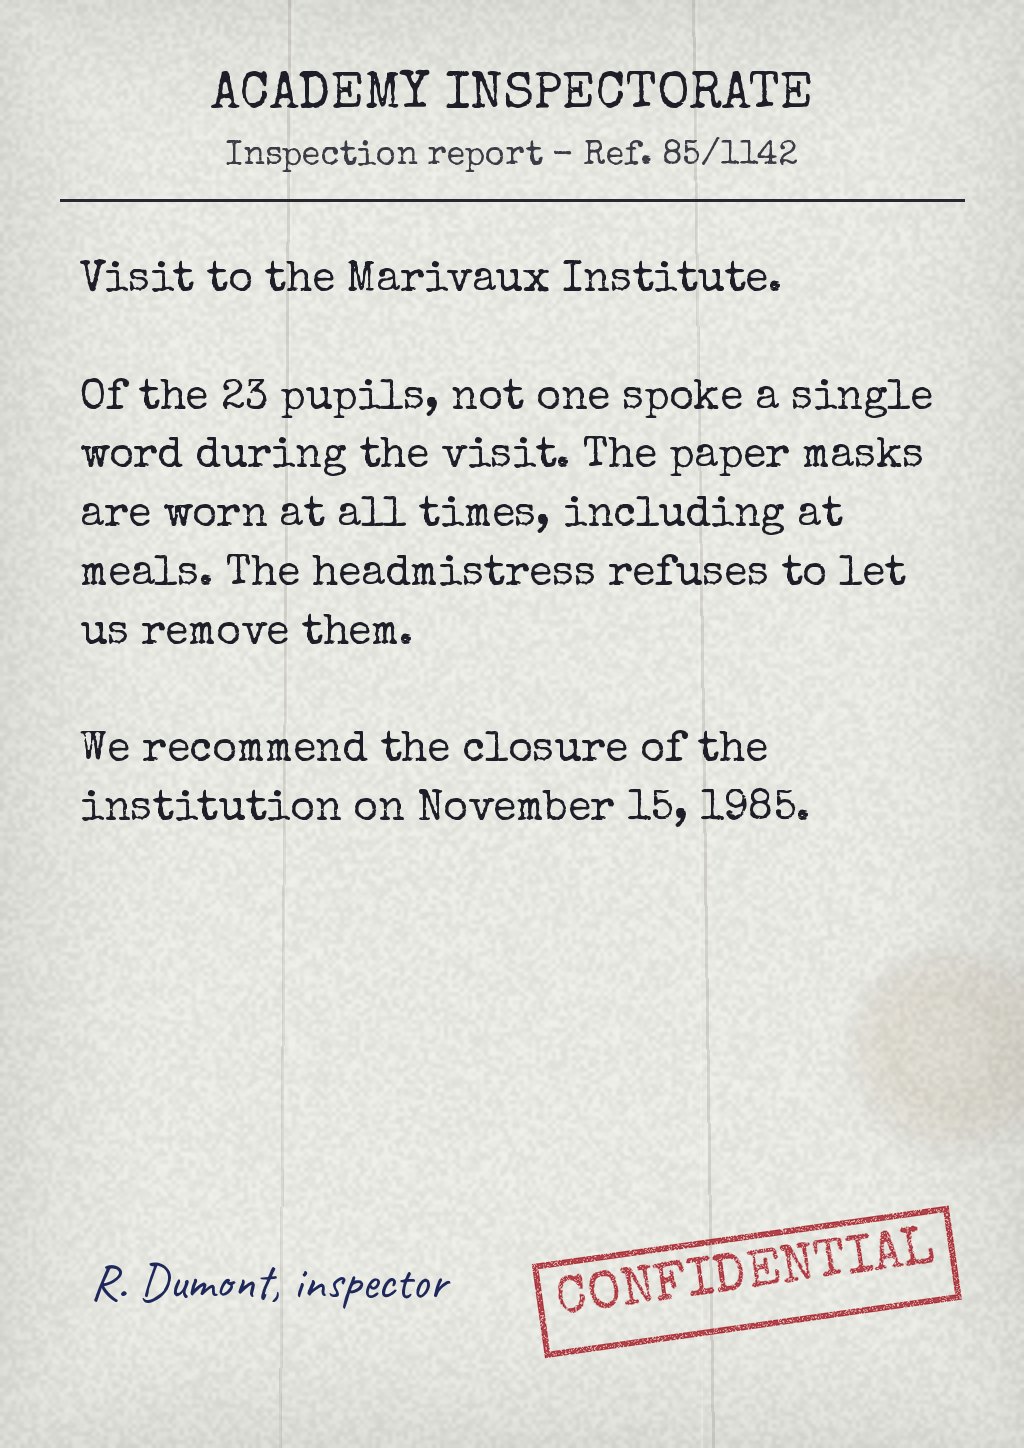 ACADEMY INSPECTORATE
Inspection report – Ref. 85/1142
Visit to the Marivaux Institute.
Of the 23 pupils, not one spoke a single
word during the visit. The paper masks
are worn at all times, including at
meals. The headmistress refuses to let
us remove them.
We recommend the closure of the
institution on November 15, 1985.
R. Dumont, inspector
CONFIDENTIAL